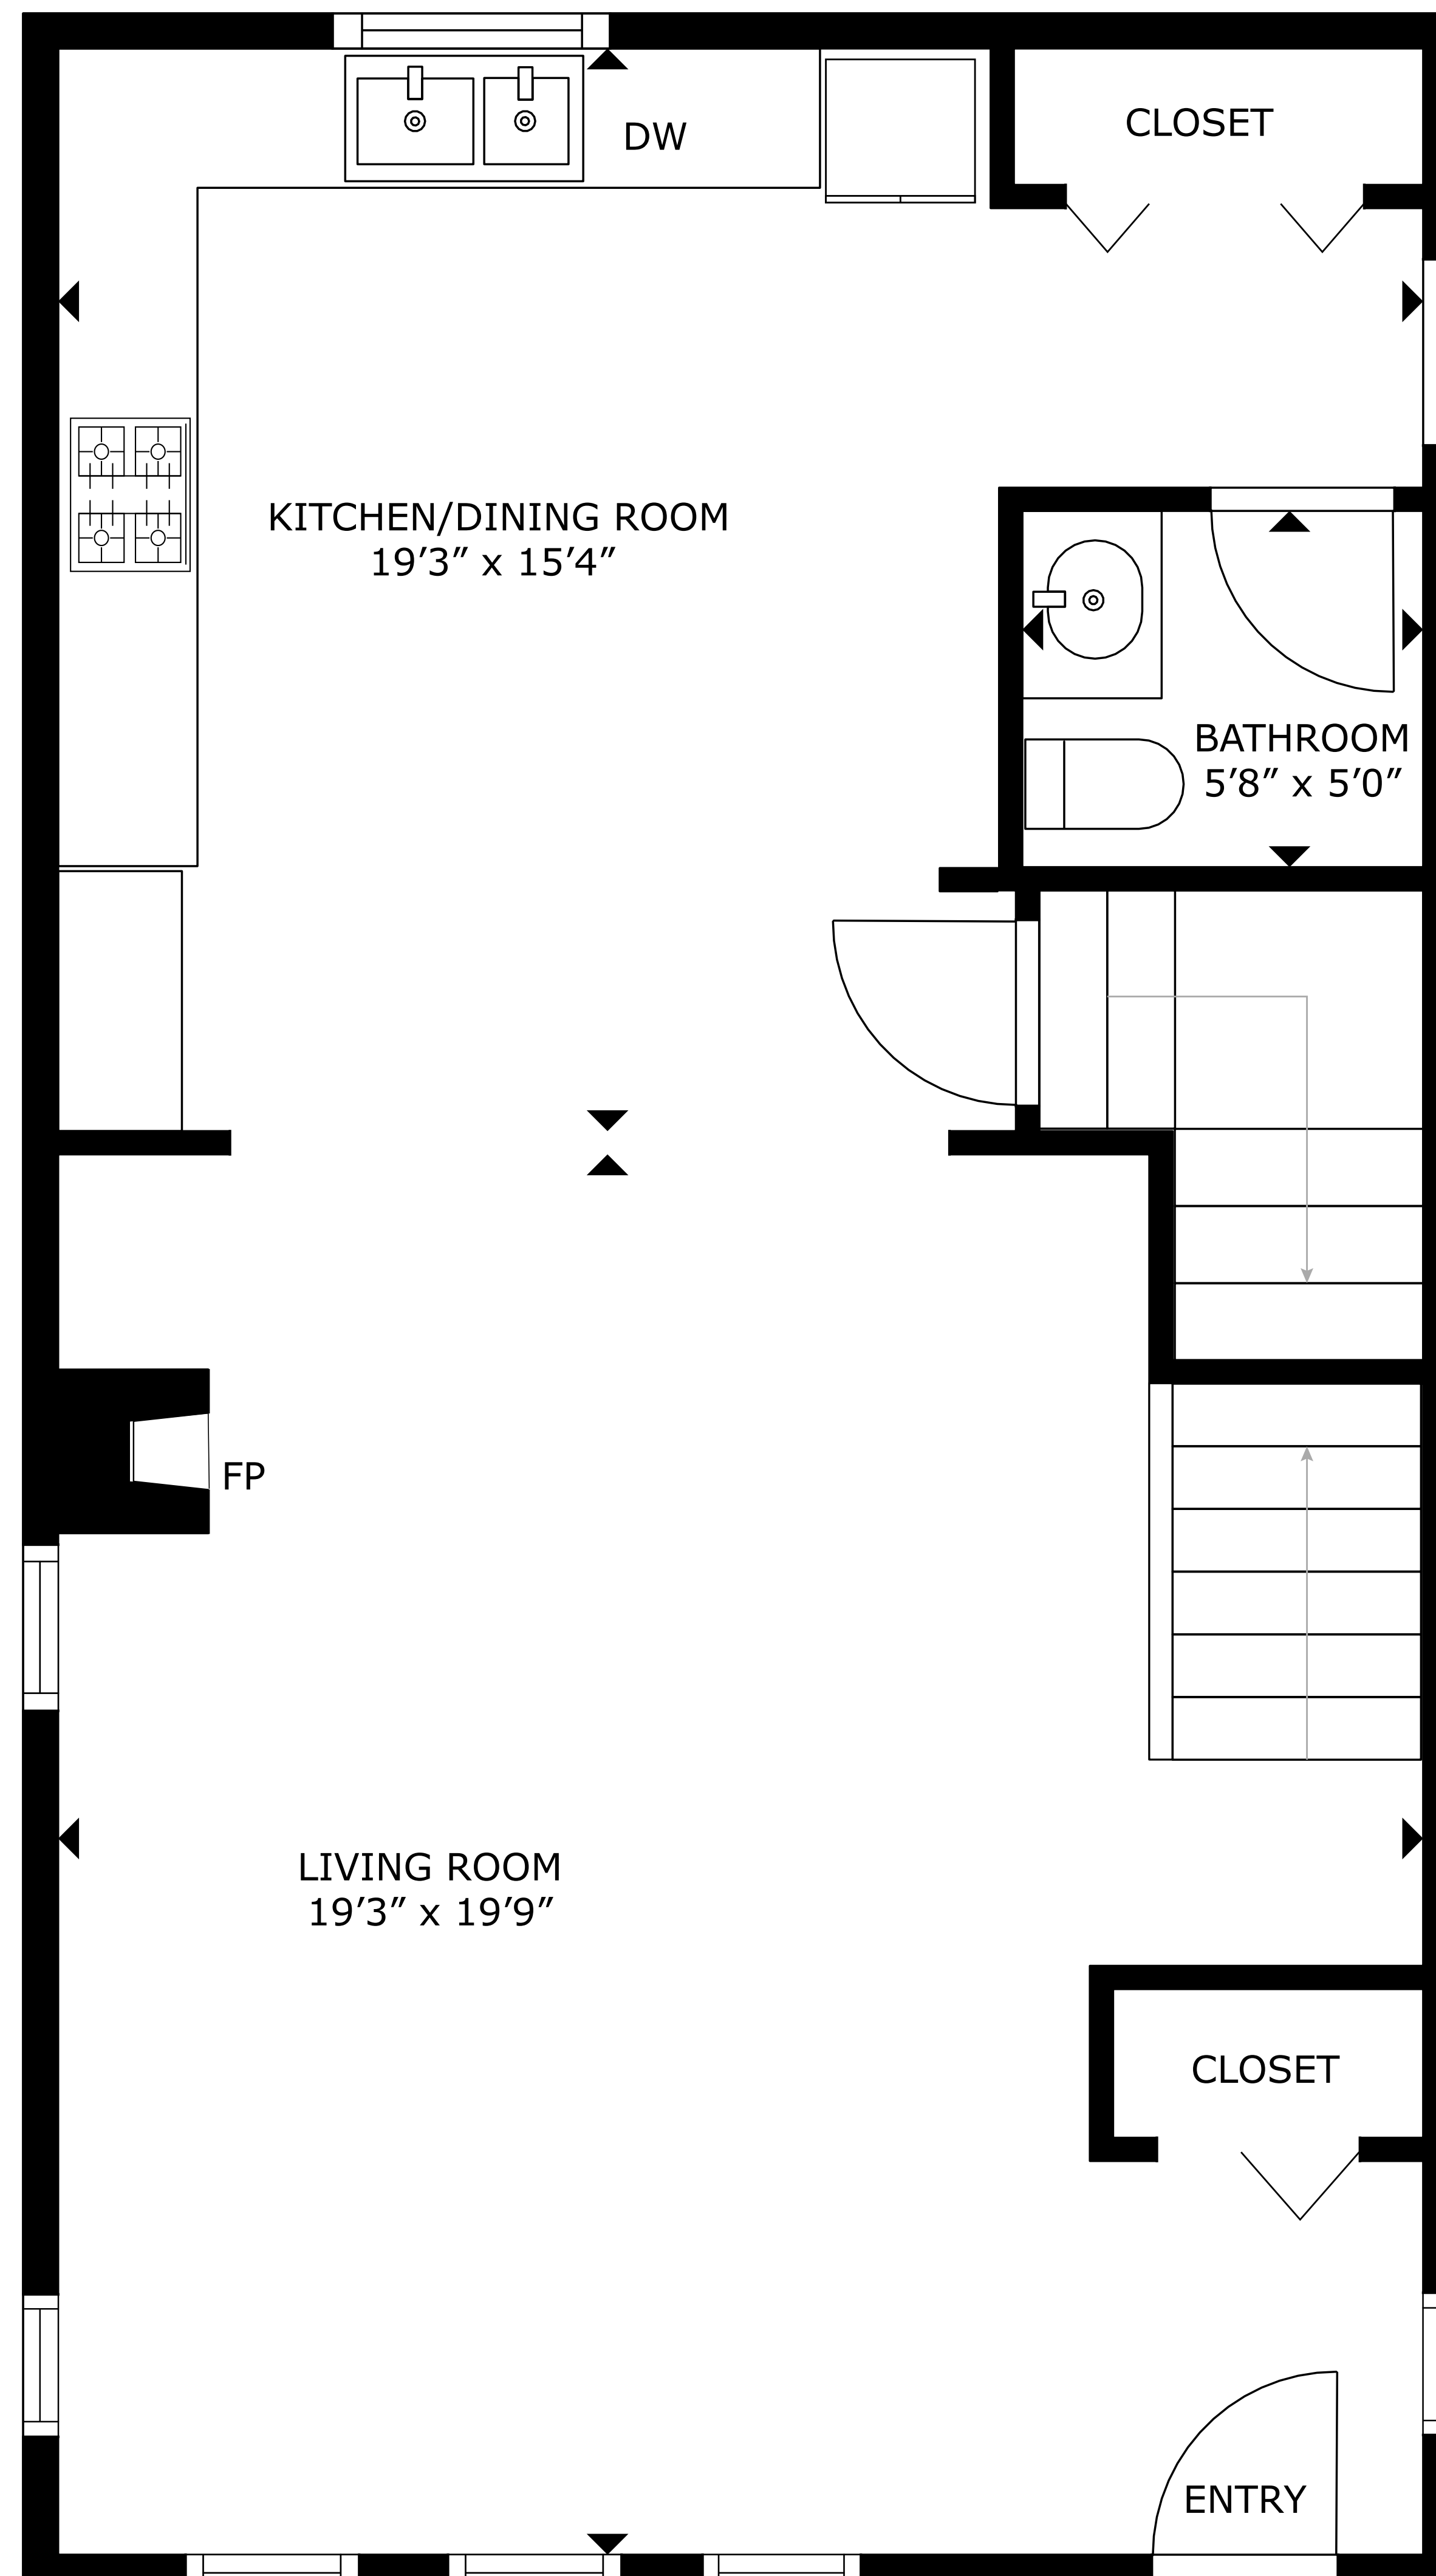 CLOSET
DW
KITCHEN/DINING ROOM
19'3" x 15'4"
BATHROOM
5'8" x 5'0"
FP
LIVING ROOM
19'3" x 19'9"
CLOSET
ENTRY